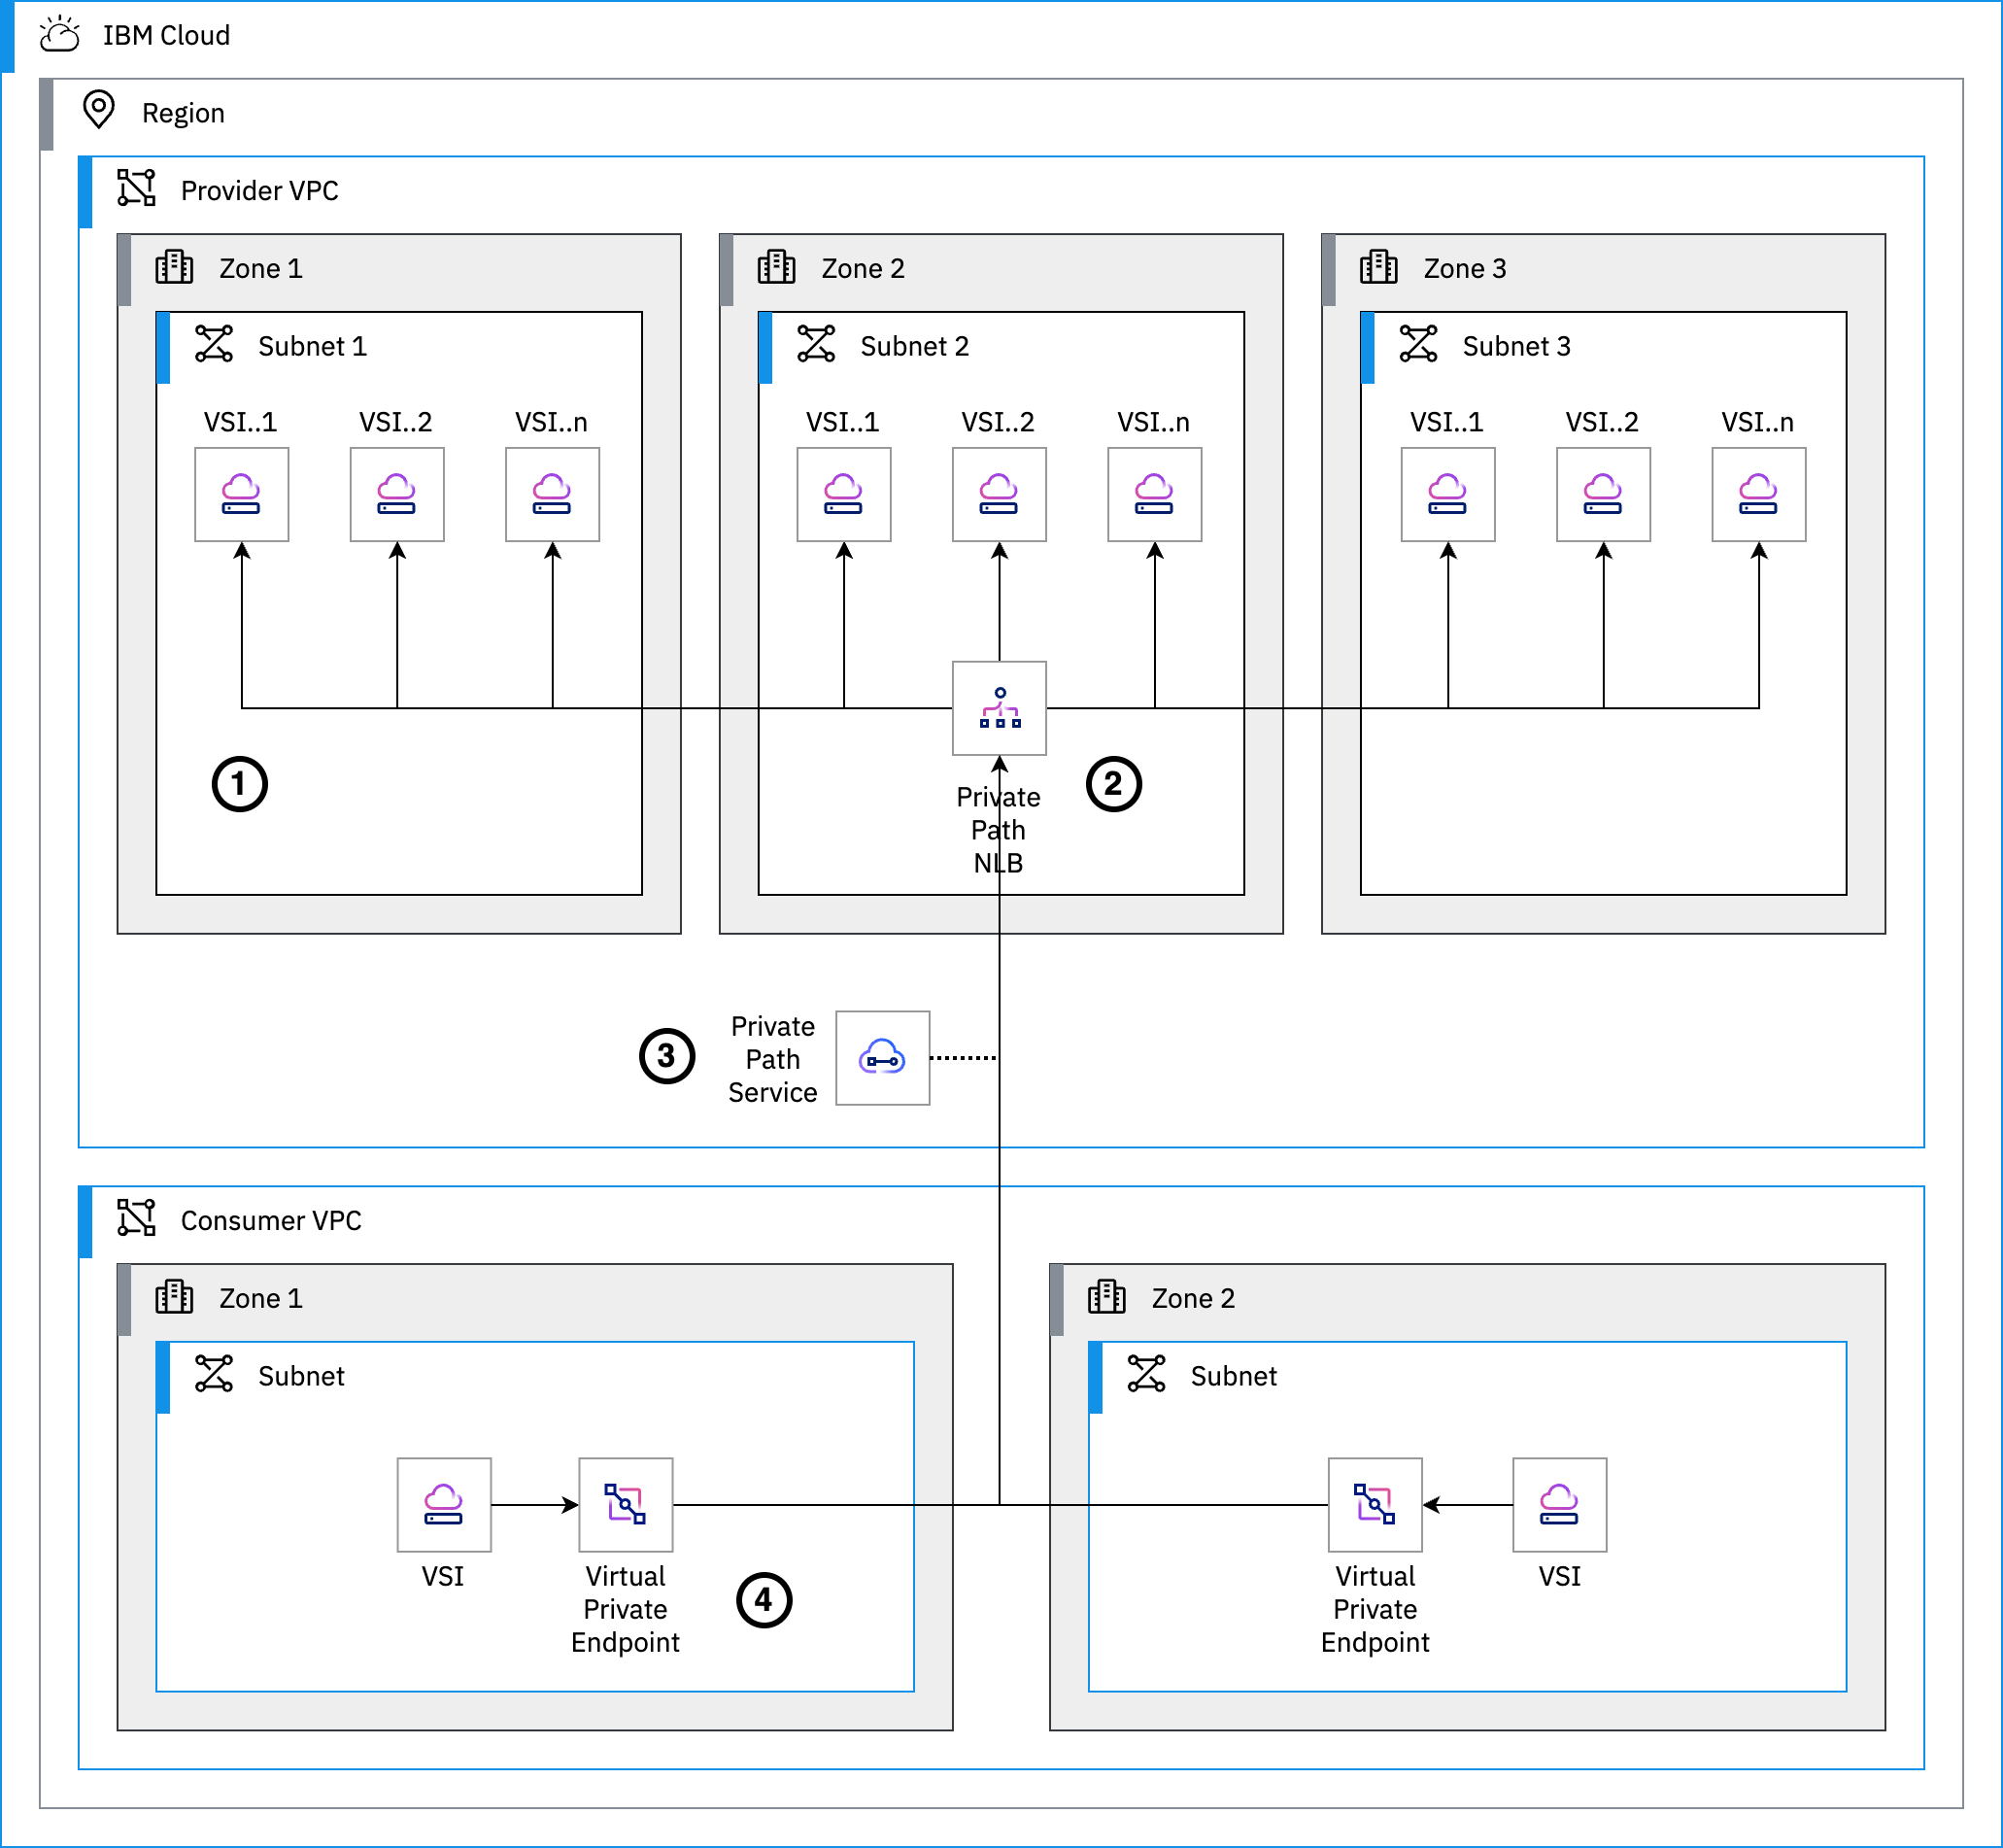 IBM Cloud
Region
Provider VPC
Zone 1
Zone 2
Zone 3
Subnet 1
Subnet 2
Subnet 3
VSI..1
VSI..2
VSI..n
VSI..1
VSI..2
VSI..n
VSI..1
VSI..2
VSI..n
1
Private
Path
NLB
2
3
Private
Path
Service
Consumer VPC
Zone 1
Zone 2
Subnet
Subnet
VSI
Virtual
Private
Endpoint
4
Virtual
Private
Endpoint
VSI